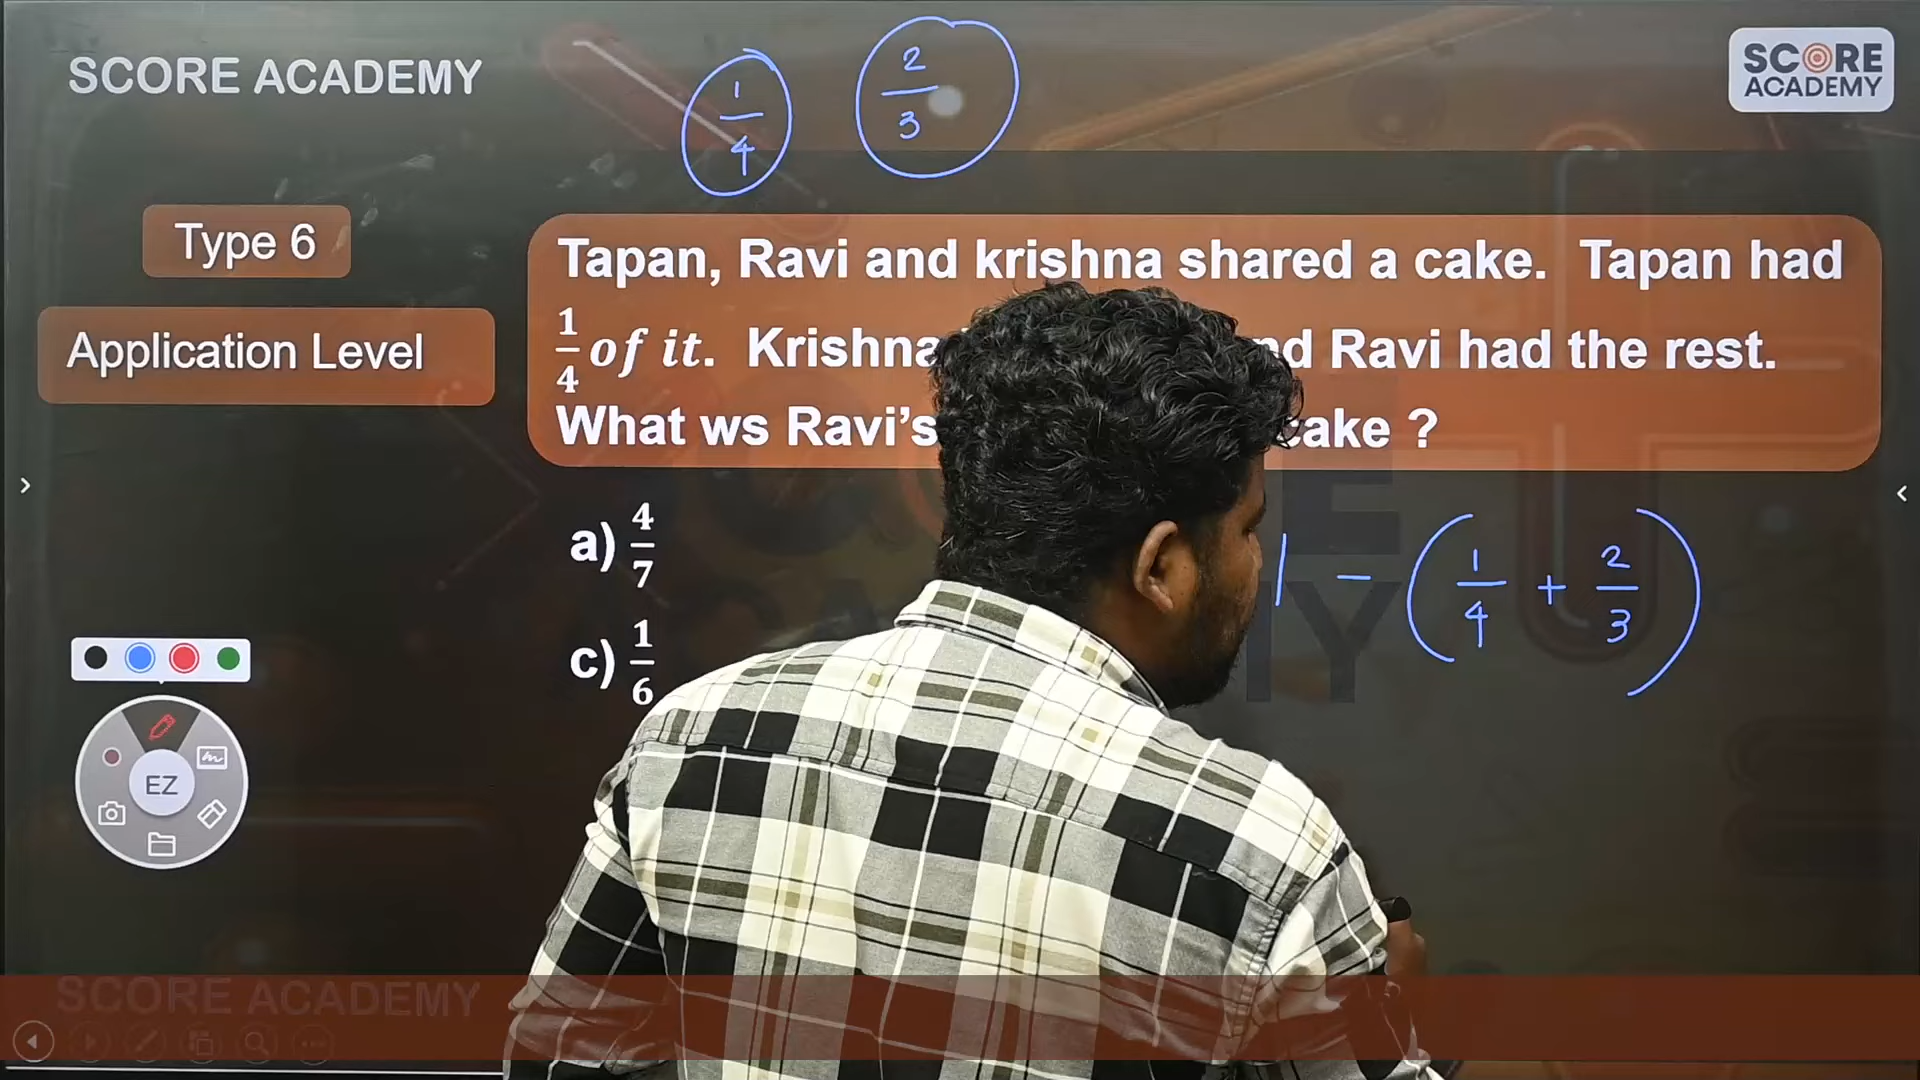 SCORE ACADEMY
1/4
2/3
SCORE
ACADEMY
Type 6
Application Level
Tapan, Ravi and krishna shared a cake. Tapan had
1/4 of it. Krishna Ravi had the rest.
What ws Ravi's cake ?
a) 4/7
c) 1/6
1 - (1/4 + 2/3)
EZ
SCORE ACADEMY